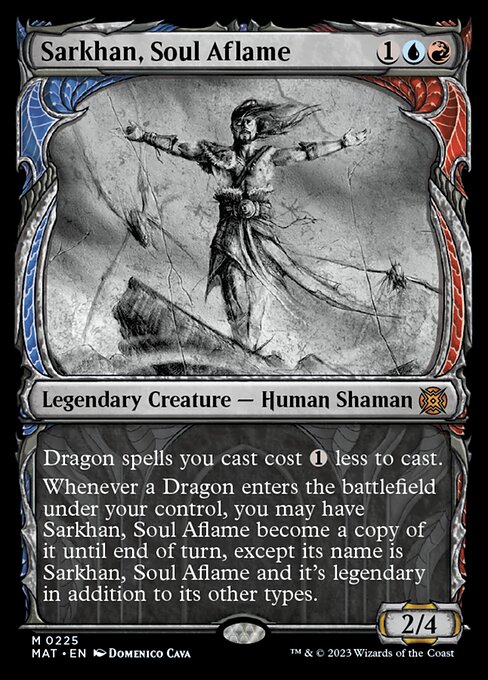 Sarkhan, Soul Aflame 1
Legendary Creature — Human Shaman
Dragon spells you cast cost 1 less to cast.
Whenever a Dragon enters the battlefield
under your control, you may have
Sarkhan, Soul Aflame become a copy of
it until end of turn, except its name is
Sarkhan, Soul Aflame and it's legendary
in addition to its other types.
2/4
M 0225
MAT • EN Domenico Cava ™ & © 2023 Wizards of the Coast